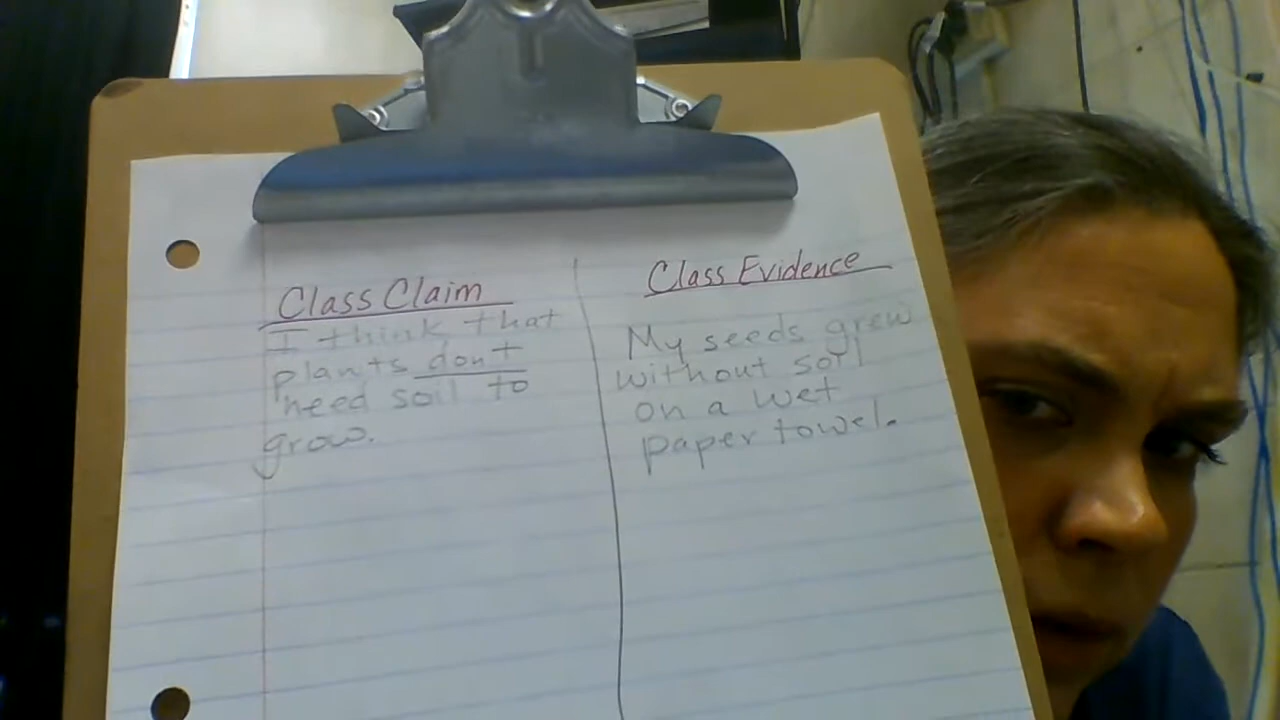 Class Claim
I think that
plants dont
need soil to
grow.
Class Evidence
My seeds grew
without soil
on a wet
paper towel.